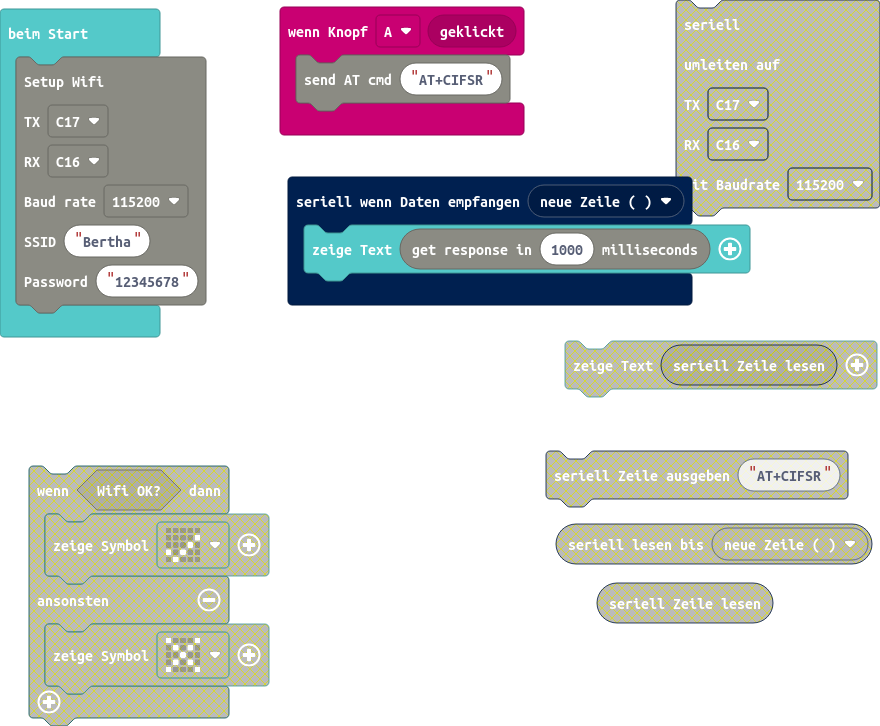 beim Start
Setup Wifi
TX C17
RX C16
Baud rate 115200
SSID "Bertha"
Password "12345678"
wenn Knopf A geklickt
send AT cmd "AT+CIFSR"
seriell
umleiten auf
TX C17
RX C16
it Baudrate 115200
seriell wenn Daten empfangen neue Zeile ( )
zeige Text get response in 1000 milliseconds
zeige Text seriell Zeile lesen
wenn Wifi OK? dann
zeige Symbol
ansonsten
zeige Symbol
seriell Zeile ausgeben "AT+CIFSR"
seriell lesen bis neue Zeile ( )
seriell Zeile lesen